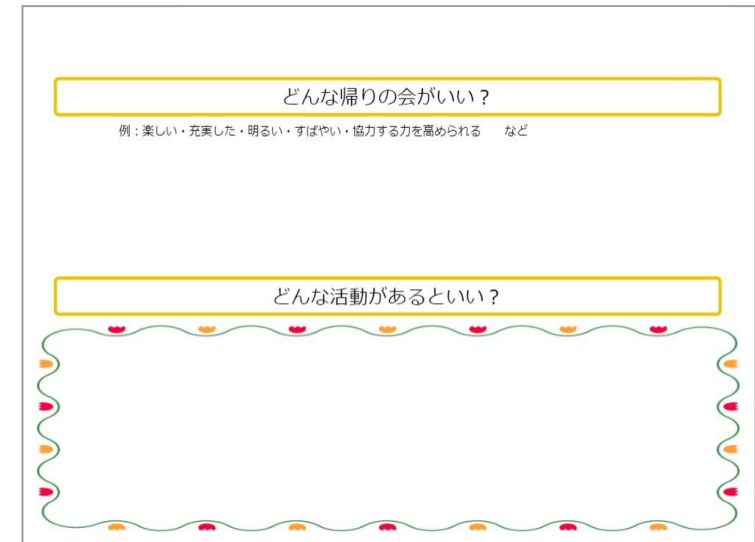 どんな帰りの会がいい？
例：楽しい・充実した・明るい・すばやい・協力する力を高められる　など
どんな活動があるといい？